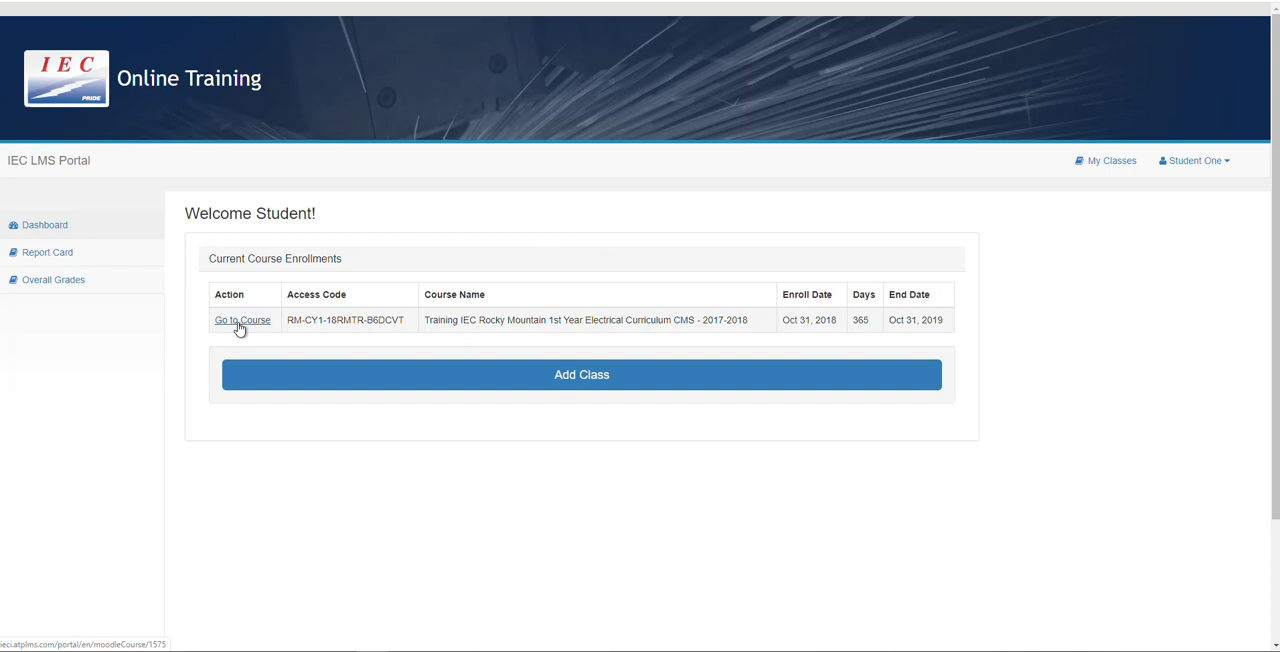 I E C
PRIDE
Online Training
IEC LMS Portal
My Classes
Student One
Dashboard
Report Card
Overall Grades
Welcome Student!
Current Course Enrollments
Action Access Code Course Name Enroll Date Days End Date
Go to Course RM-CY1-18RMTR-B6DCVT Training IEC Rocky Mountain 1st Year Electrical Curriculum CMS - 2017-2018 Oct 31, 2018 365 Oct 31, 2019
Add Class
ieci.atplms.com/portal/en/moodleCourse/1575